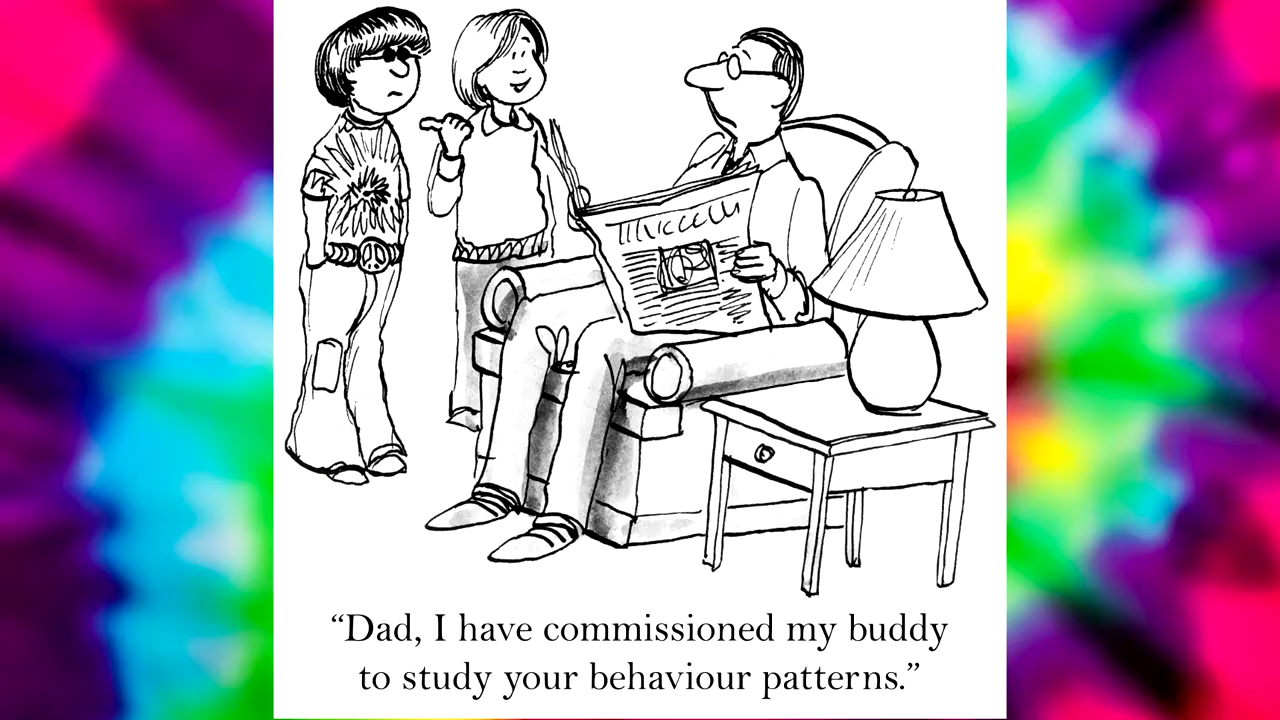 “Dad, I have commissioned my buddy
to study your behaviour patterns.”